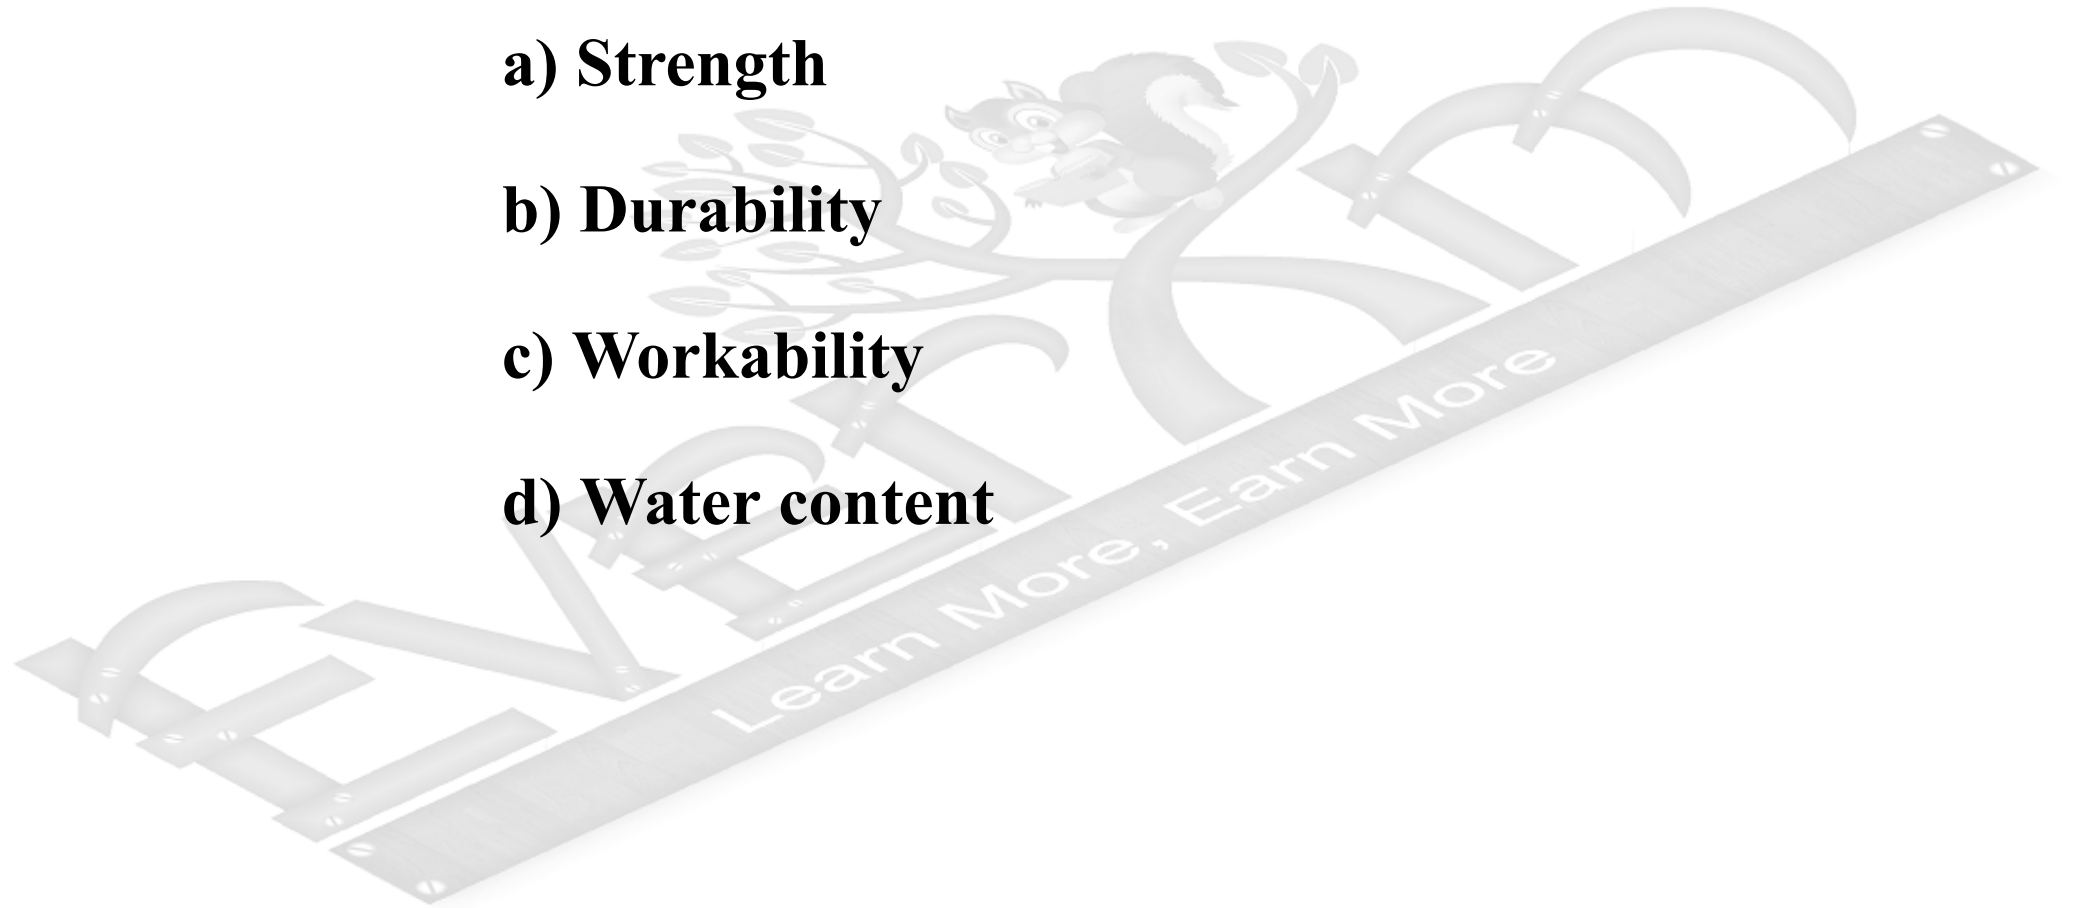 a) Strength
b) Durability
c) Workability
d) Water content
Learn More, Earn More